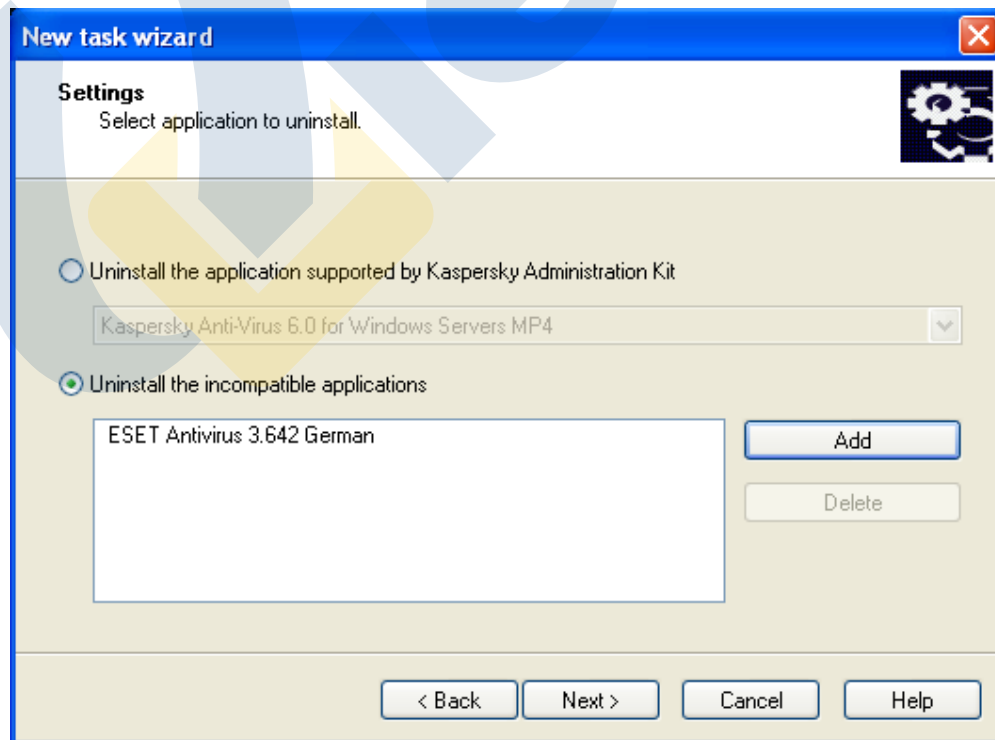 New task wizard
Settings
Select application to uninstall.
Uninstall the application supported by Kaspersky Administration Kit
Kaspersky Anti-Virus 6.0 for Windows Servers MP4
Uninstall the incompatible applications
ESET Antivirus 3.642 German
Add
Delete
< Back
Next >
Cancel
Help